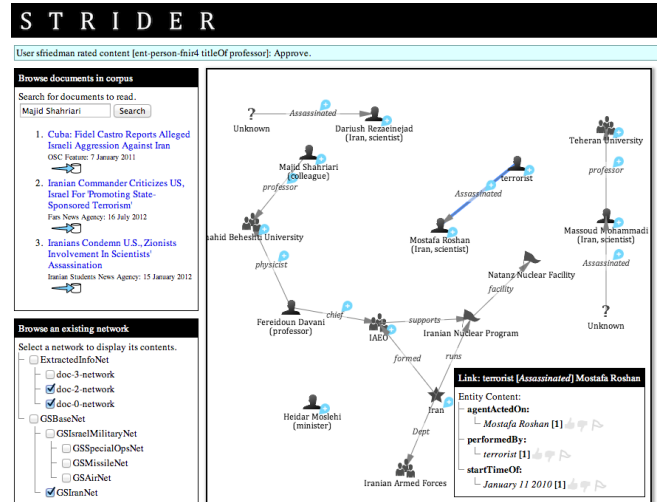 STRIDER
User sfriedman rated content [ent-person-fnir4 titleOf professor]: Approve.
Browse documents in corpus
Search for documents to read.
Majid Shahriari
Search
1. Cuba: Fidel Castro Reports Alleged
Israeli Aggression Against Iran
OSC Feature: 7 January 2011
2. Iranian Commander Criticizes US,
Israel For 'Promoting State-
Sponsored Terrorism'
Fars News Agency: 16 July 2012
3. Iranians Condemn U.S., Zionists
Involvement In Scientists'
Assassination
Iranian Students News Agency: 15 January 2012
Browse an existing network
Select a network to display its contents.
ExtractedInfoNet
doc-3-network
doc-2-network
doc-0-network
GSBaseNet
GSIsraelMilitaryNet
GSSpecialOpsNet
GSMissileNet
GSAirNet
GSIranNet
?
Unknown
Assassinated
Dariush Rezaeinejad
(Iran, scientist)
Teheran University
Majid Shahriari
(colleague)
professor
terrorist
Assassinated
professor
Mostafa Roshan
(Iran, scientist)
Massoud Mohammadi
(Iran, scientist)
ahid Beheshti University
physicist
Assassinated
Natanz Nuclear Facility
facility
Fereidoun Davani
(professor)
chief
IAEO
supports
Iranian Nuclear Program
?
Unknown
formed
runs
Heidar Moslehi
(minister)
Iran
Dept
Iranian Armed Forces
Link: terrorist [Assassinated] Mostafa Roshan
Entity Content:
agentActedOn:
Mostafa Roshan [1]
performedBy:
terrorist [1]
startTimeOf:
January 11 2010 [1]